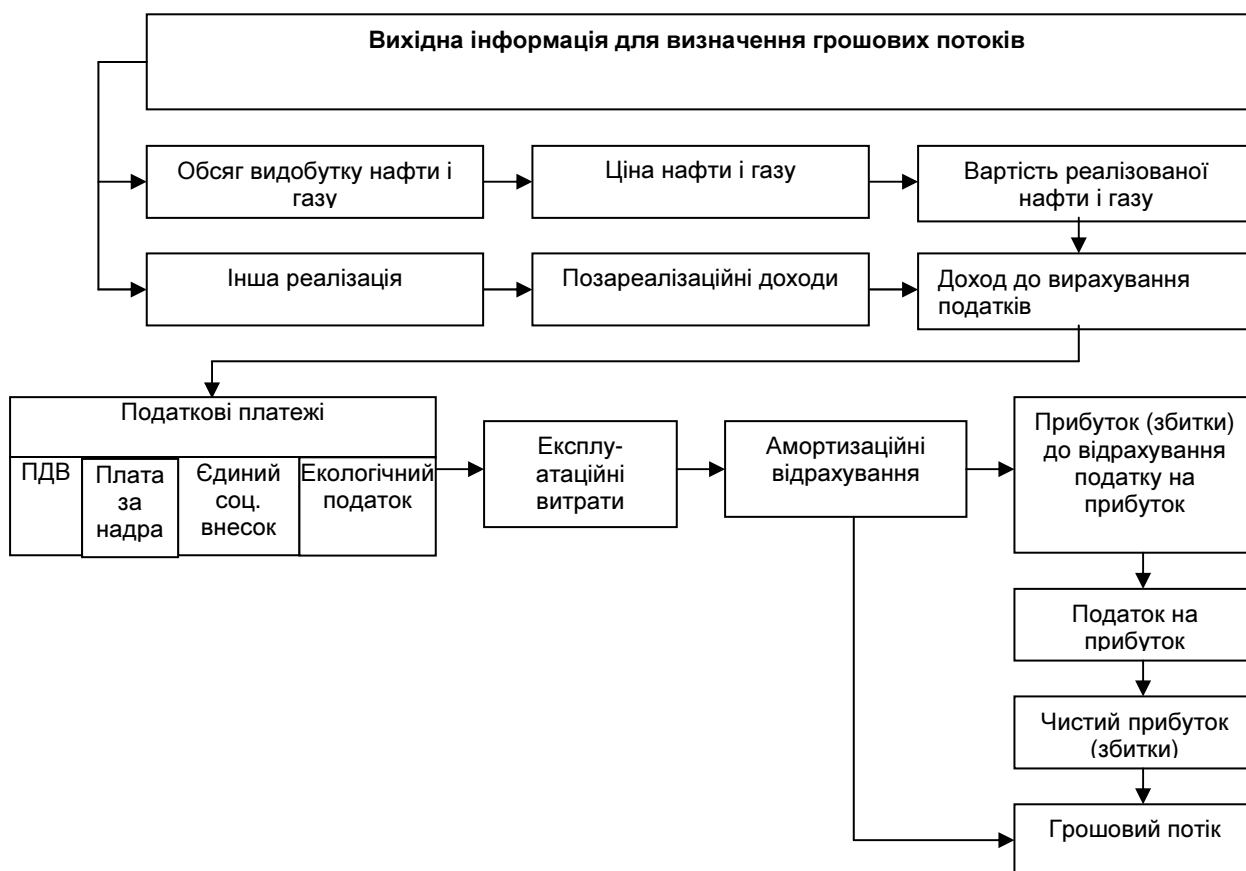 Вихідна інформація для визначення грошових потоків
Обсяг видобутку нафти і
газу
Ціна нафти і газу
Вартість реалізованої
нафти і газу
Інша реалізація
Позареалізаційні доходи
Доход до вирахування
податків
Податкові платежі
ПДВ
Плата
за
надра
Єдиний
соц.
внесок
Екологічний
податок
Експлу-
атаційні
витрати
Амортизаційні
відрахування
Прибуток (збитки)
до відрахування
податку на
прибуток
Податок на
прибуток
Чистий прибуток
(збитки)
Грошовий потік